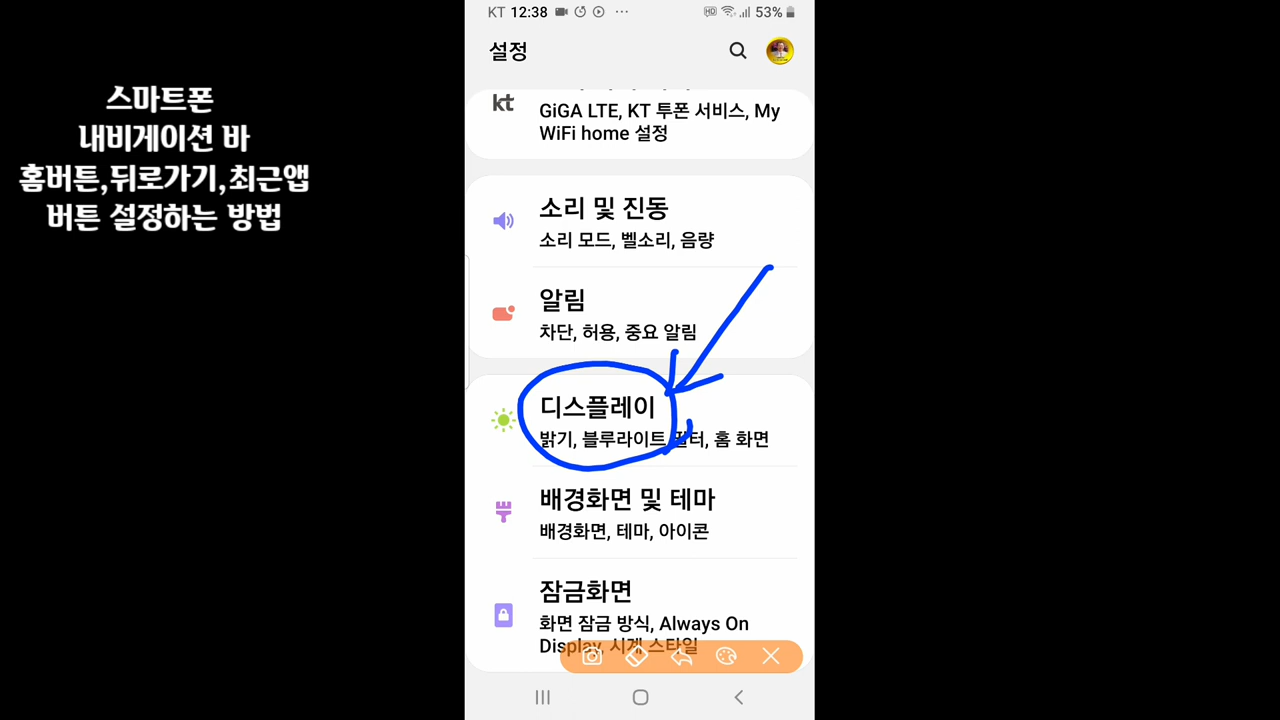 스마트폰
내비게이션 바
홈버튼,뒤로가기,최근앱
버튼 설정하는 방법
KT 12:38
HD
53%
설정
kt
GiGA LTE, KT 투폰 서비스, My
WiFi home 설정
소리 및 진동
소리 모드, 벨소리, 음량
알림
차단, 허용, 중요 알림
디스플레이
밝기, 블루라이트 필터, 홈 화면
배경화면 및 테마
배경화면, 테마, 아이콘
잠금화면
화면 잠금 방식, Always On
Display, 시계 스타일